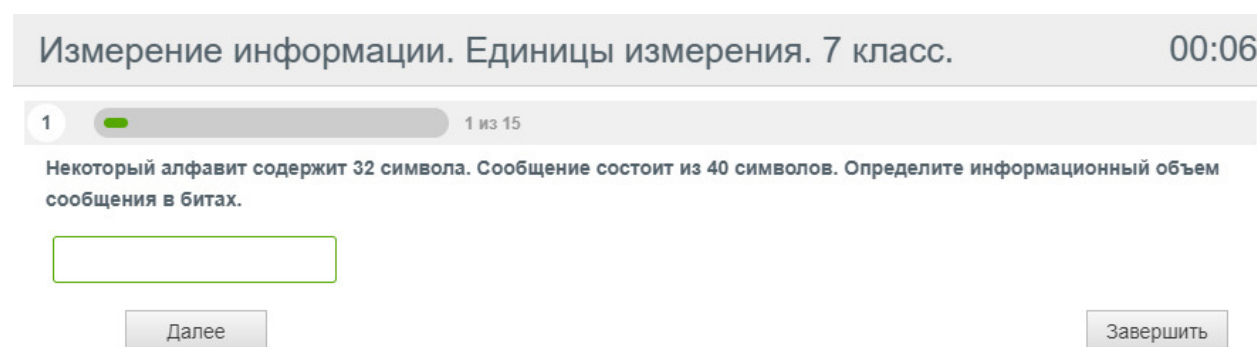 Измерение информации. Единицы измерения. 7 класс. 00:06
1 1 из 15
Некоторый алфавит содержит 32 символа. Сообщение состоит из 40 символов. Определите информационный объем
сообщения в битах.
Далее Завершить